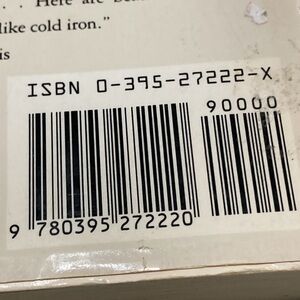 . . Here are
like cold iron."
is
ISBN 0-395-27222-X
90000
9 780395 272220